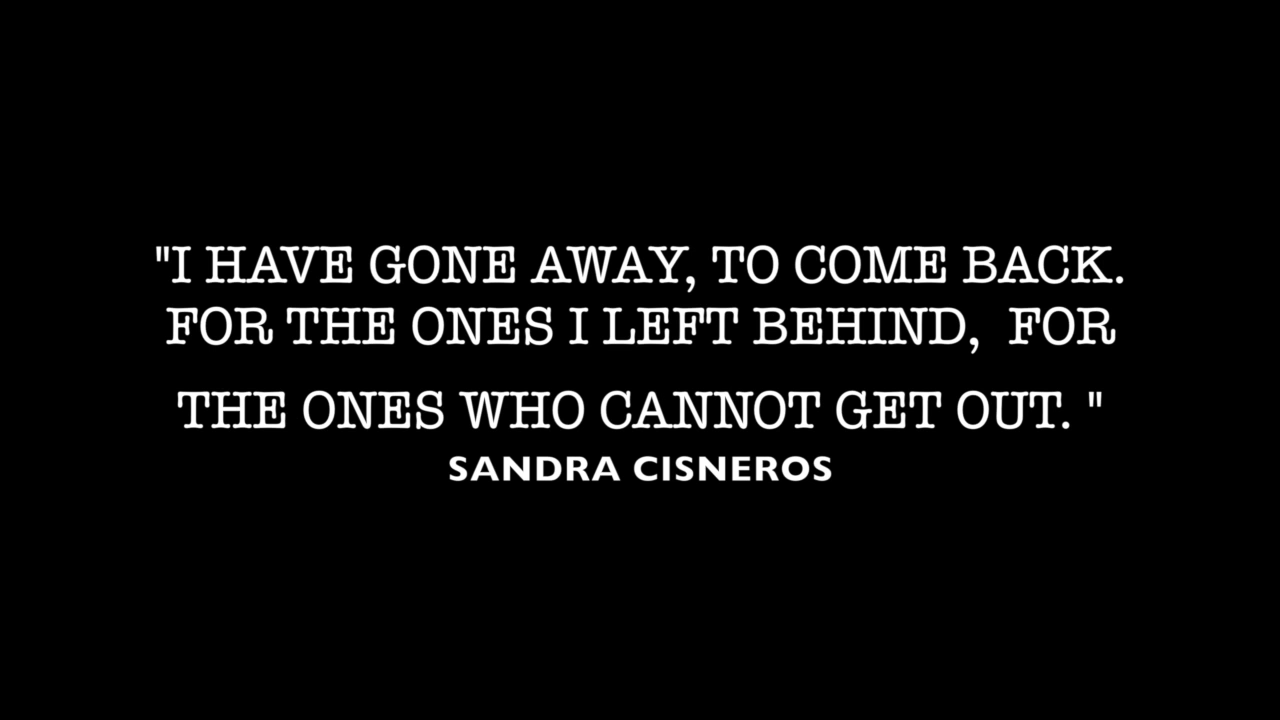 "I HAVE GONE AWAY, TO COME BACK.
FOR THE ONES I LEFT BEHIND,  FOR
THE ONES WHO CANNOT GET OUT. "
SANDRA CISNEROS